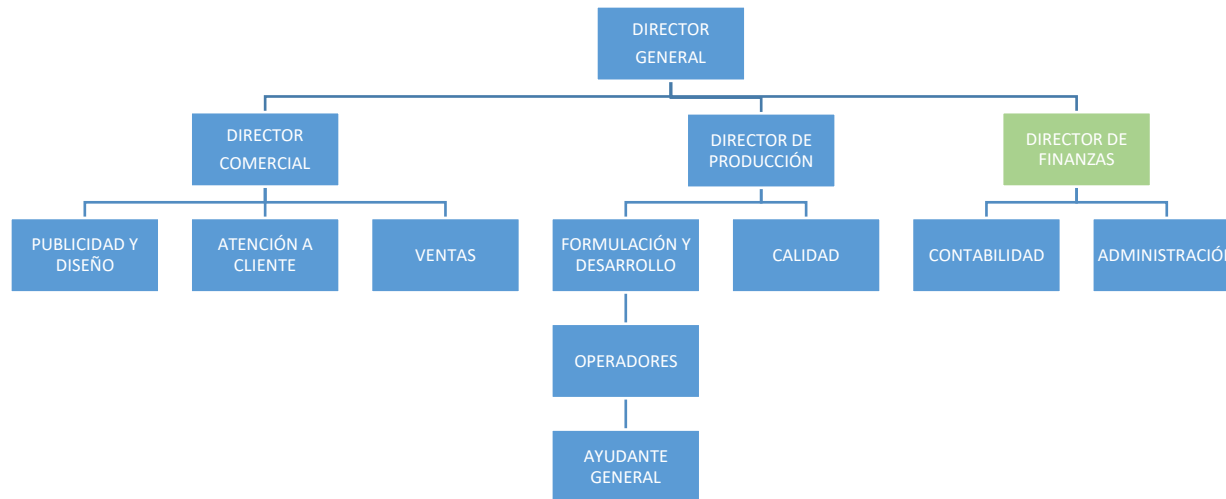 DIRECTOR
GENERAL
DIRECTOR
COMERCIAL
DIRECTOR DE
PRODUCCIÓN
DIRECTOR DE
FINANZAS
PUBLICIDAD Y
DISEÑO
ATENCIÓN A
CLIENTE
VENTAS
FORMULACIÓN Y
DESARROLLO
CALIDAD
CONTABILIDAD
ADMINISTRACIÓN
OPERADORES
AYUDANTE
GENERAL